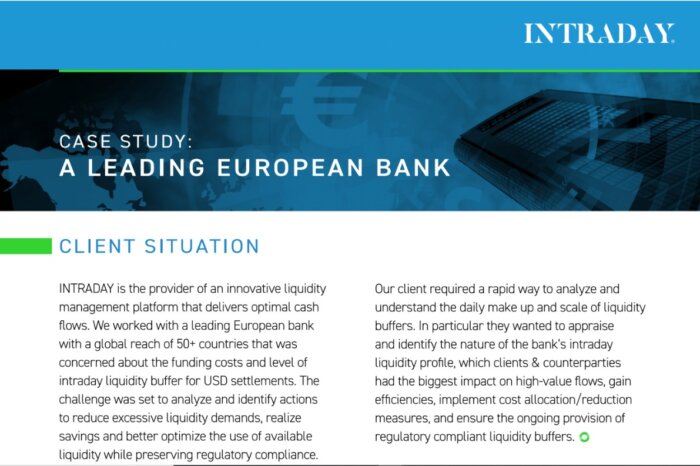 INTRADAY®
CASE STUDY:
A LEADING EUROPEAN BANK
CLIENT SITUATION
INTRADAY is the provider of an innovative liquidity
management platform that delivers optimal cash
flows. We worked with a leading European bank
with a global reach of 50+ countries that was
concerned about the funding costs and level of
intraday liquidity buffer for USD settlements. The
challenge was set to analyze and identify actions
to reduce excessive liquidity demands, realize
savings and better optimize the use of available
liquidity while preserving regulatory compliance.
Our client required a rapid way to analyze and
understand the daily make up and scale of liquidity
buffers. In particular they wanted to appraise
and identify the nature of the bank's intraday
liquidity profile, which clients & counterparties
had the biggest impact on high-value flows, gain
efficiencies, implement cost allocation/reduction
measures, and ensure the ongoing provision of
regulatory compliant liquidity buffers.